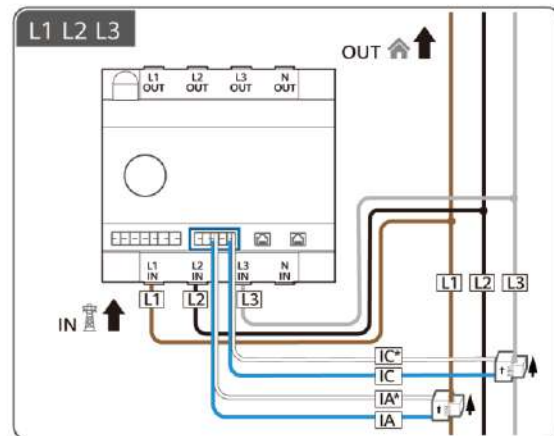 L1 L2 L3
OUT
L1 OUT
L2 OUT
L3 OUT
N OUT
L1 IN
L2 IN
L3 IN
N IN
L1
L2
L3
L1
L2
L3
IN
IC*
IC
IA*
IA